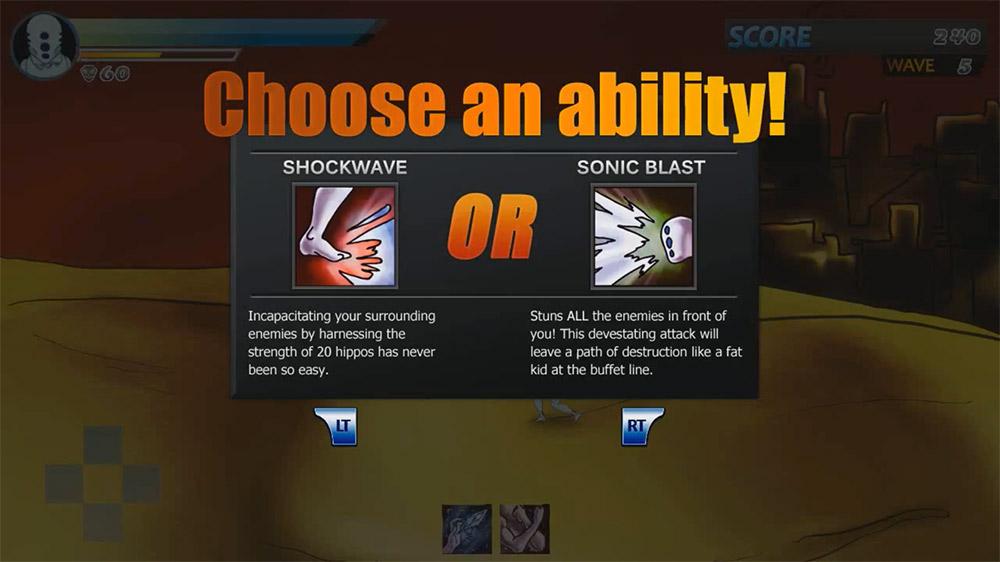 SCORE 240
60
WAVE 5
Choose an ability!
SHOCKWAVE
OR
SONIC BLAST
Incapacitating your surrounding
enemies by harnessing the
strength of 20 hippos has never
been so easy.
Stuns ALL the enemies in front of
you! This devestating attack will
leave a path of destruction like a fat
kid at the buffet line.
LT
RT